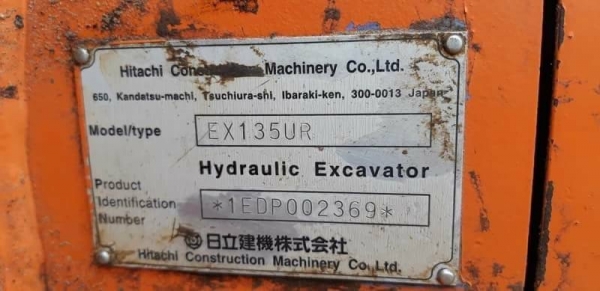 Hitachi Construction Machinery Co.,Ltd.
650, Kandatsu-machi, Tsuchiura-shi, Ibaraki-ken, 300-0013 Japan
Model/type EX135UR
Hydraulic Excavator
Product
Identification *1EDP002369*
Number
日立建機株式会社
Hitachi Construction Machinery Co. Ltd.